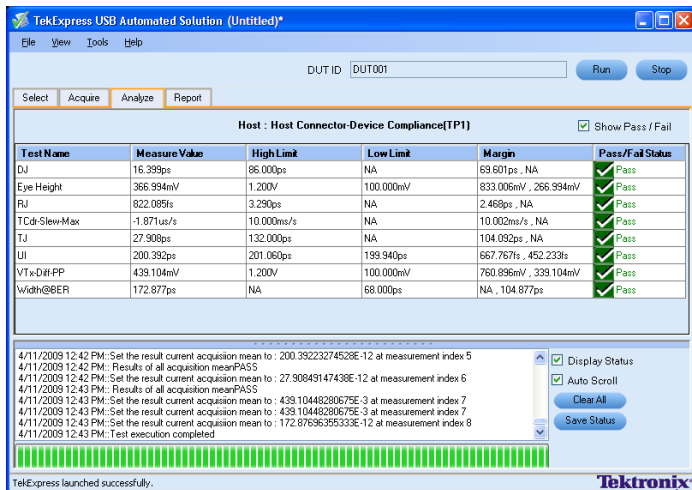 TekExpress USB Automated Solution (Untitled)*
File View Tools Help
DUT ID DUT001 Run Stop
Select Acquire Analyze Report
Host : Host Connector-Device Compliance(TP1) Show Pass / Fail
Test Name Measure Value High Limit Low Limit Margin Pass/Fail Status
DJ 16.399ps 86.000ps NA 69.601ps , NA Pass
Eye Height 366.994mV 1.200V 100.000mV 833.006mV , 266.994mV Pass
RJ 822.085fs 3.290ps NA 2.468ps , NA Pass
TCdr-Slew-Max -1.871us/s 10.000ms/s NA 10.002ms/s , NA Pass
TJ 27.908ps 132.000ps NA 104.092ps , NA Pass
UI 200.392ps 201.060ps 199.940ps 667.767fs , 452.233fs Pass
VTx-Diff-PP 439.104mV 1.200V 100.000mV 760.896mV , 339.104mV Pass
Width@BER 172.877ps NA 68.000ps NA , 104.877ps Pass
4/11/2009 12:42 PM::Set the result current acquisiion mean to : 200.39223274528E-12 at measurement index 5
4/11/2009 12:42 PM:: Results of all acquisition meanPASS
4/11/2009 12:42 PM::Set the result current acquisiion mean to : 27.90849147438E-12 at measurement index 6
4/11/2009 12:43 PM:: Results of all acquisition meanPASS
4/11/2009 12:43 PM::Set the result current acquisiion mean to : 439.10448280675E-3 at measurement index 7
4/11/2009 12:43 PM::Set the result current acquisiion mean to : 439.10448280675E-3 at measurement index 7
4/11/2009 12:43 PM::Set the result current acquisiion mean to : 172.87696355333E-12 at measurement index 8
4/11/2009 12:43 PM::Test execution completed
Display Status
Auto Scroll
Clear All
Save Status
TekExpress launched successfully.
Tektronix